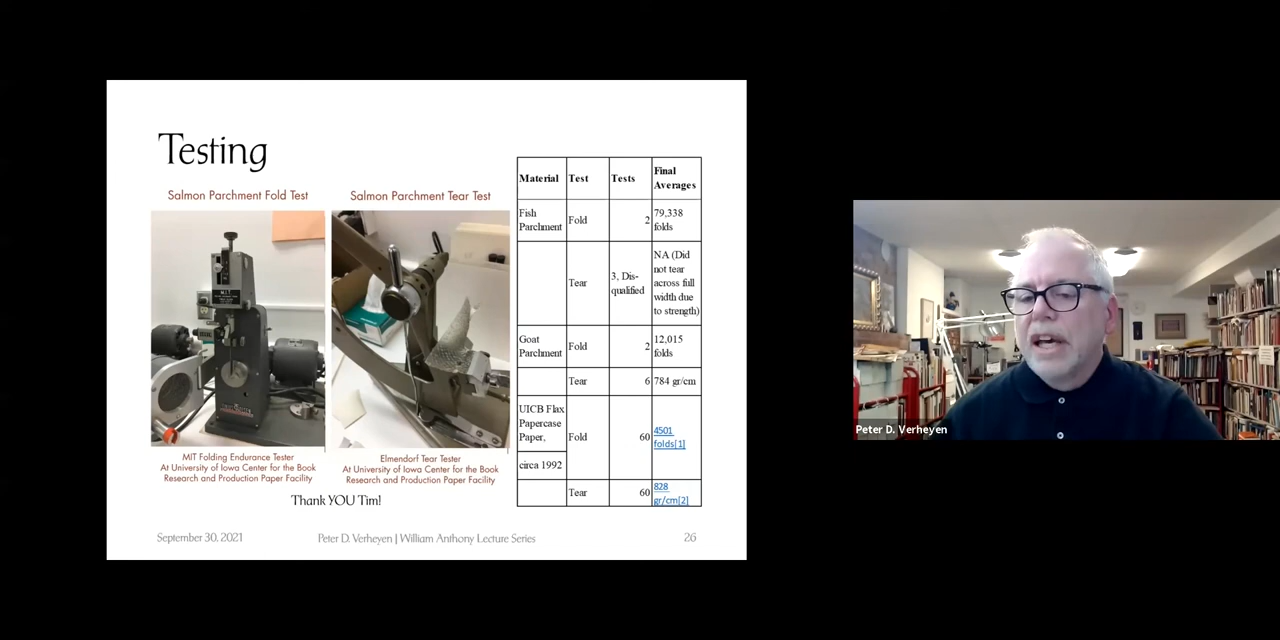 Testing
Salmon Parchment Fold Test
Salmon Parchment Tear Test
MIT
MIT Folding Endurance Tester
At University of Iowa Center for the Book
Research and Production Paper Facility
Elmendorf Tear Tester
At University of Iowa Center for the Book
Research and Production Paper Facility
Thank YOU Tim!
Material Test Tests Final
Averages
Fish
Parchment Fold 2 79,338
folds
Tear 3, Dis-
qualified NA (Did
not tear
across full
width due
to strength)
Goat
Parchment Fold 2 12,015
folds
Tear 6 784 gr/cm
UICB Flax
Papercase
Paper, Fold 60 4501
folds[1]
circa 1992
Tear 60 828
gr/cm[2]
September 30, 2021 Peter D. Verheyen | William Anthony Lecture Series 26
Peter D. Verheyen